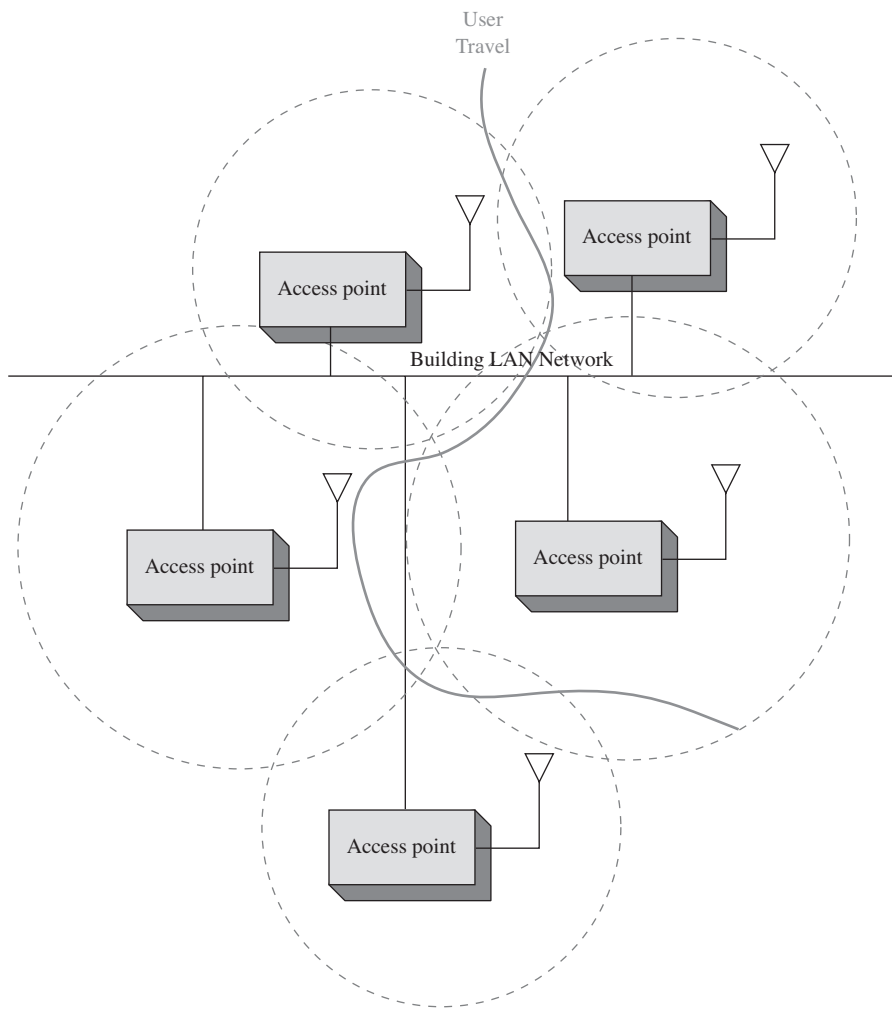 User
Travel
Access point
Access point
Building LAN Network
Access point
Access point
Access point